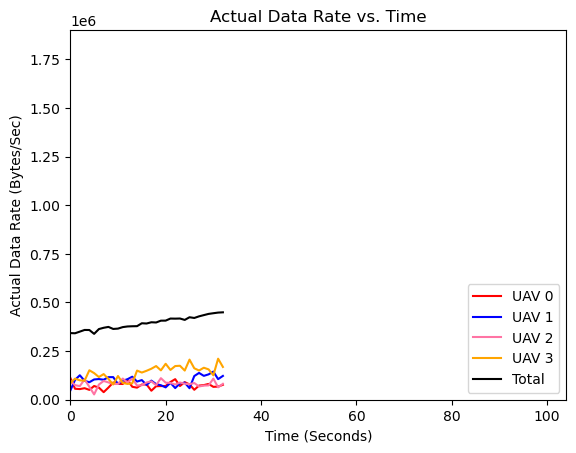 Actual Data Rate vs. Time
1e6
Actual Data Rate (Bytes/Sec)
1.75
1.50
1.25
1.00
0.75
0.50
0.25
0.00
0 20 40 60 80 100
Time (Seconds)
UAV 0
UAV 1
UAV 2
UAV 3
Total